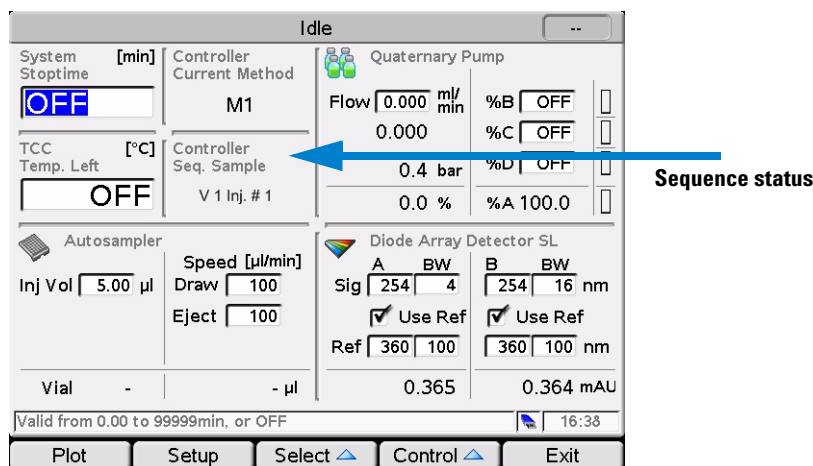 Idle --
System [min]
Stoptime
OFF
Controller
Current Method
M1
TCC [°C]
Temp. Left
OFF
Controller
Seq. Sample
V 1 Inj. # 1
Quaternary Pump
Flow 0.000 ml/min
0.000
0.4 bar
0.0 %
%B OFF
%C OFF
%D OFF
%A 100.0
Sequence status
Autosampler
Inj Vol 5.00 µl
Speed [µl/min]
Draw 100
Eject 100
Vial - - µl
Diode Array Detector SL
A BW B BW
Sig 254 4 254 16 nm
Use Ref Use Ref
Ref 360 100 360 100 nm
0.365 0.364 mAU
Valid from 0.00 to 99999min, or OFF 16:38
Plot Setup Select Control Exit